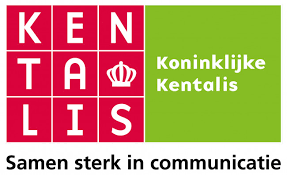 KEN
TA
LIS
Koninklijke
Kentalis
Samen sterk in communicatie